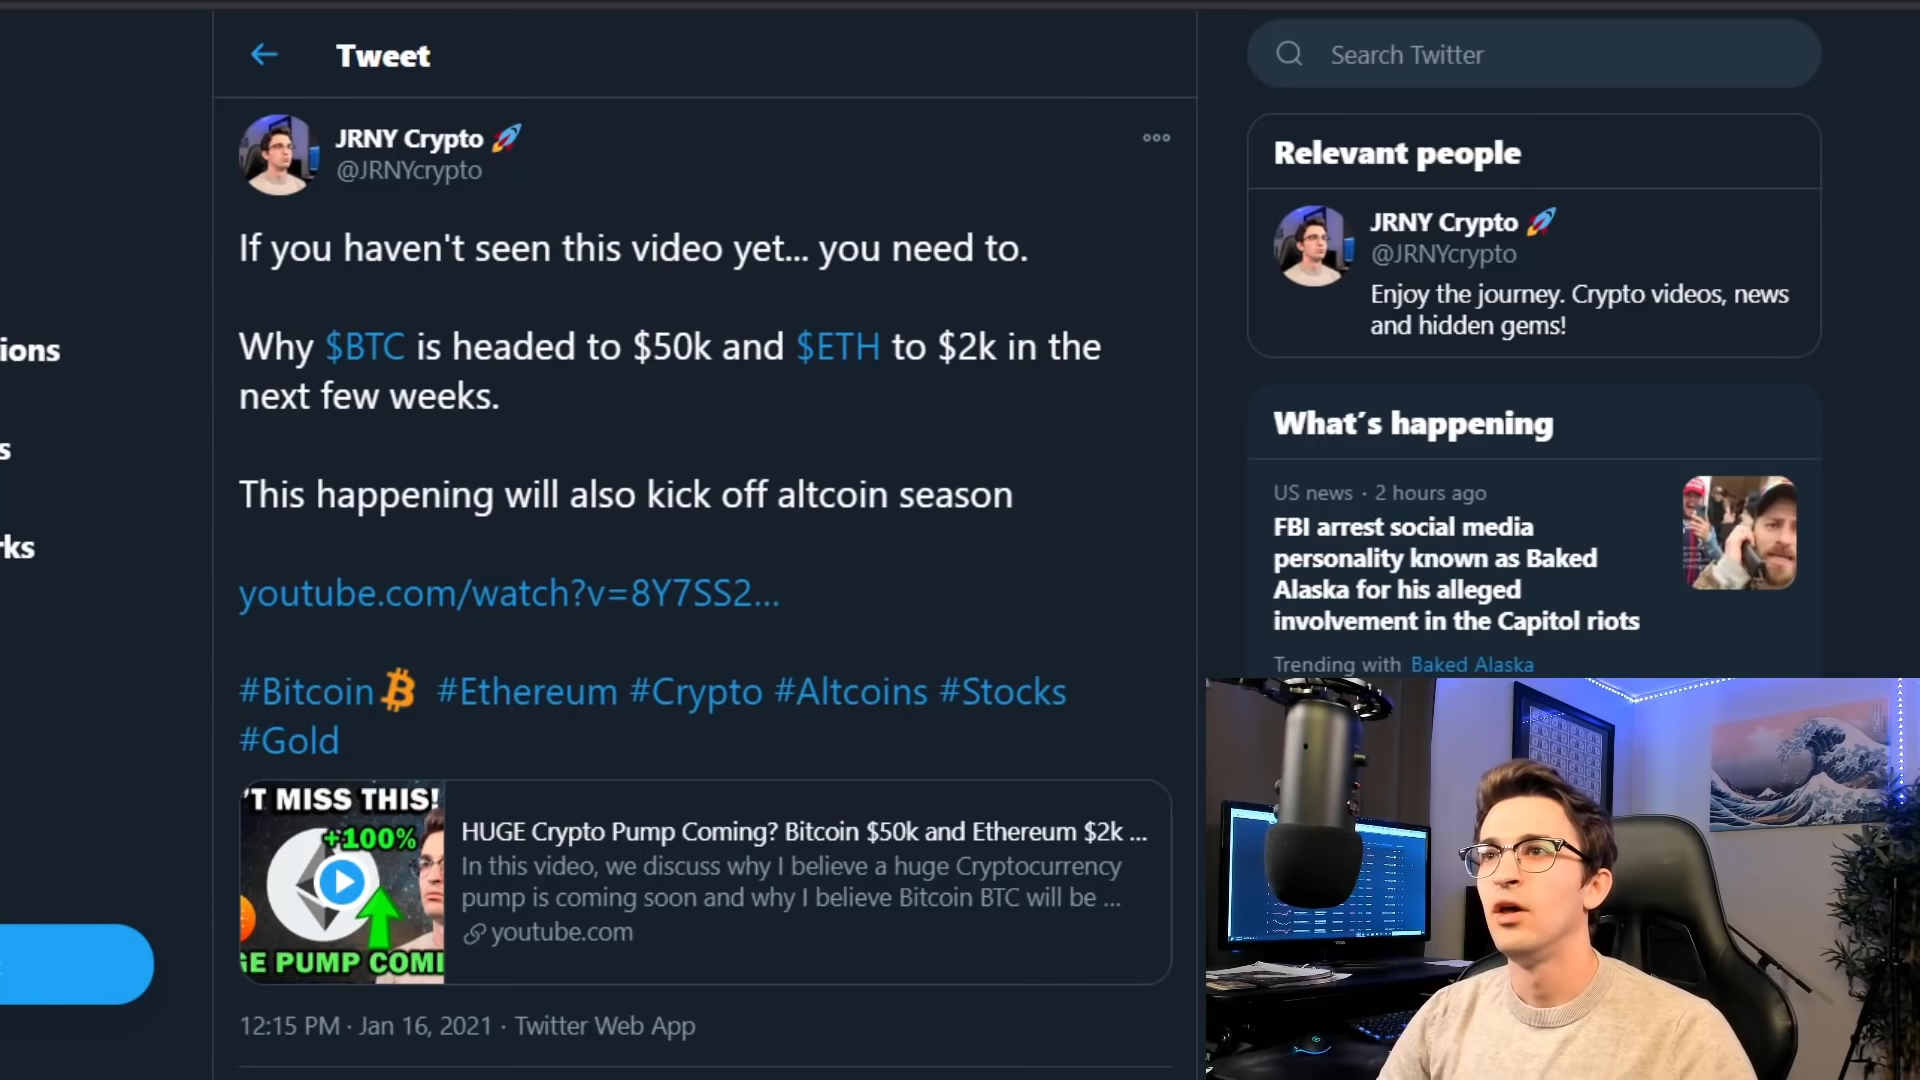 Tweet
JRNY Crypto 🚀
@JRNYcrypto
If you haven't seen this video yet... you need to.
Why $BTC is headed to $50k and $ETH to $2k in the
next few weeks.
This happening will also kick off altcoin season
youtube.com/watch?v=8Y7SS2...
#Bitcoin #Ethereum #Crypto #Altcoins #Stocks
#Gold
'T MISS THIS!
+100%
GE PUMP COMI
HUGE Crypto Pump Coming? Bitcoin $50k and Ethereum $2k ...
In this video, we discuss why I believe a huge Cryptocurrency
pump is coming soon and why I believe Bitcoin BTC will be ...
youtube.com
12:15 PM · Jan 16, 2021 · Twitter Web App
ions
s
rks
Search Twitter
Relevant people
JRNY Crypto 🚀
@JRNYcrypto
Enjoy the journey. Crypto videos, news
and hidden gems!
What's happening
US news · 2 hours ago
FBI arrest social media
personality known as Baked
Alaska for his alleged
involvement in the Capitol riots
Trending with Baked Alaska